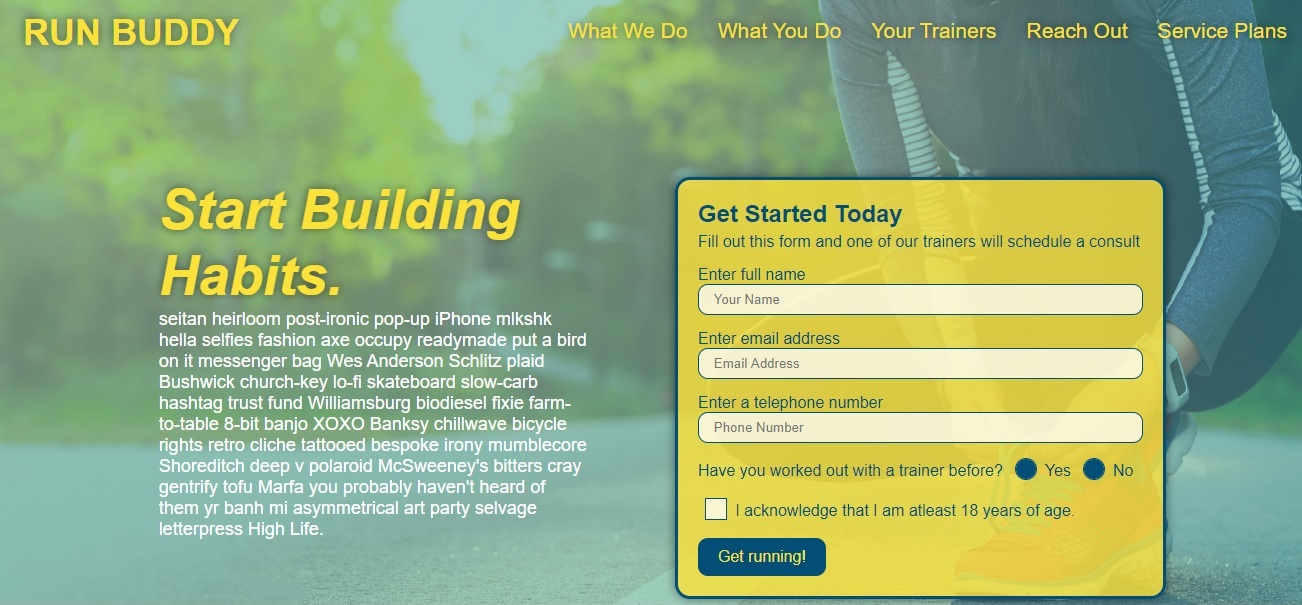 RUN BUDDY
What We Do What You Do Your Trainers Reach Out Service Plans
Start Building
Habits.
seitan heirloom post-ironic pop-up iPhone mlkshk
hella selfies fashion axe occupy readymade put a bird
on it messenger bag Wes Anderson Schlitz plaid
Bushwick church-key lo-fi skateboard slow-carb
hashtag trust fund Williamsburg biodiesel fixie farm-
to-table 8-bit banjo XOXO Banksy chillwave bicycle
rights retro cliche tattooed bespoke irony mumblecore
Shoreditch deep v polaroid McSweeney's bitters cray
gentrify tofu Marfa you probably haven't heard of
them yr banh mi asymmetrical art party selvage
letterpress High Life.
Get Started Today
Fill out this form and one of our trainers will schedule a consult
Enter full name
Your Name
Enter email address
Email Address
Enter a telephone number
Phone Number
Have you worked out with a trainer before? Yes No
I acknowledge that I am atleast 18 years of age.
Get running!